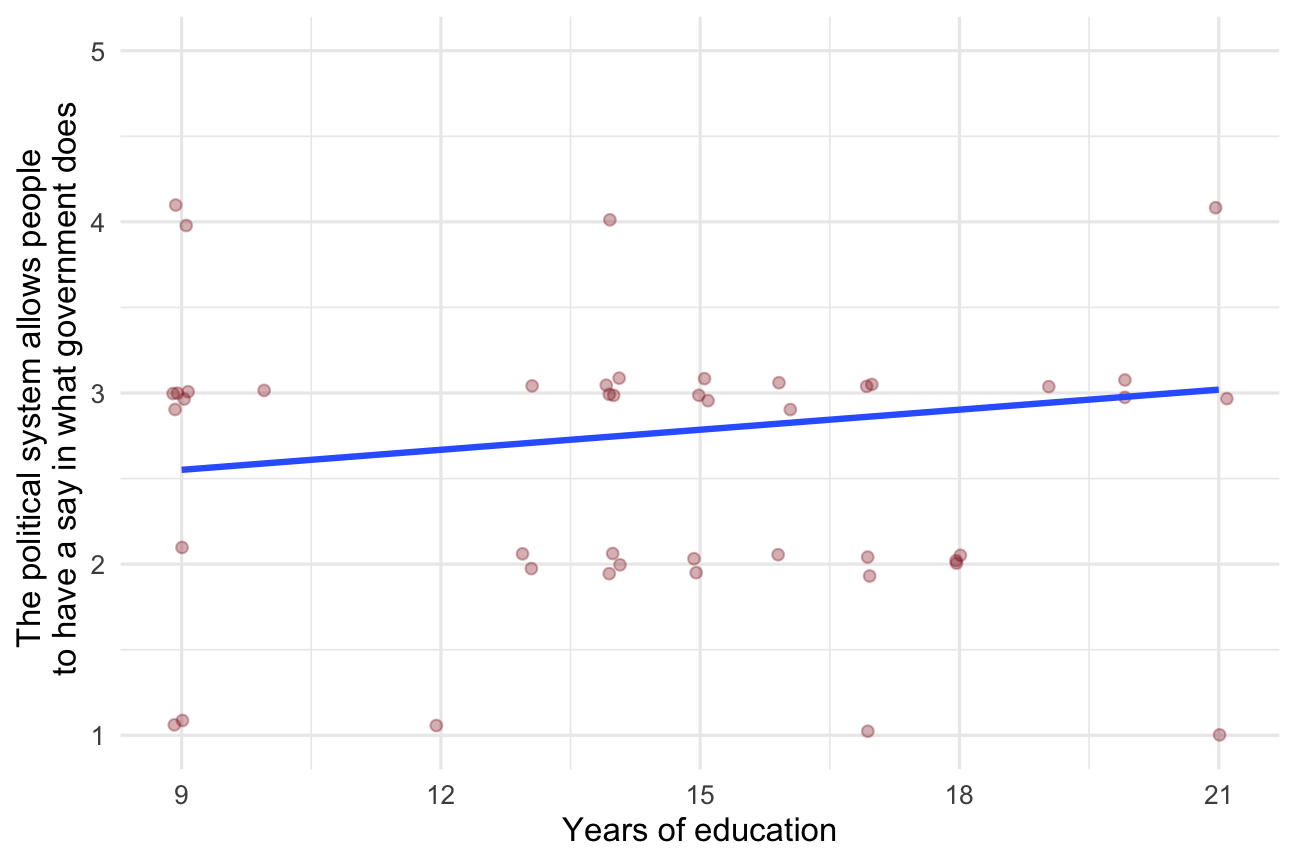 The political system allows people
to have a say in what government does
5
4
3
2
1
9 12 15 18 21
Years of education